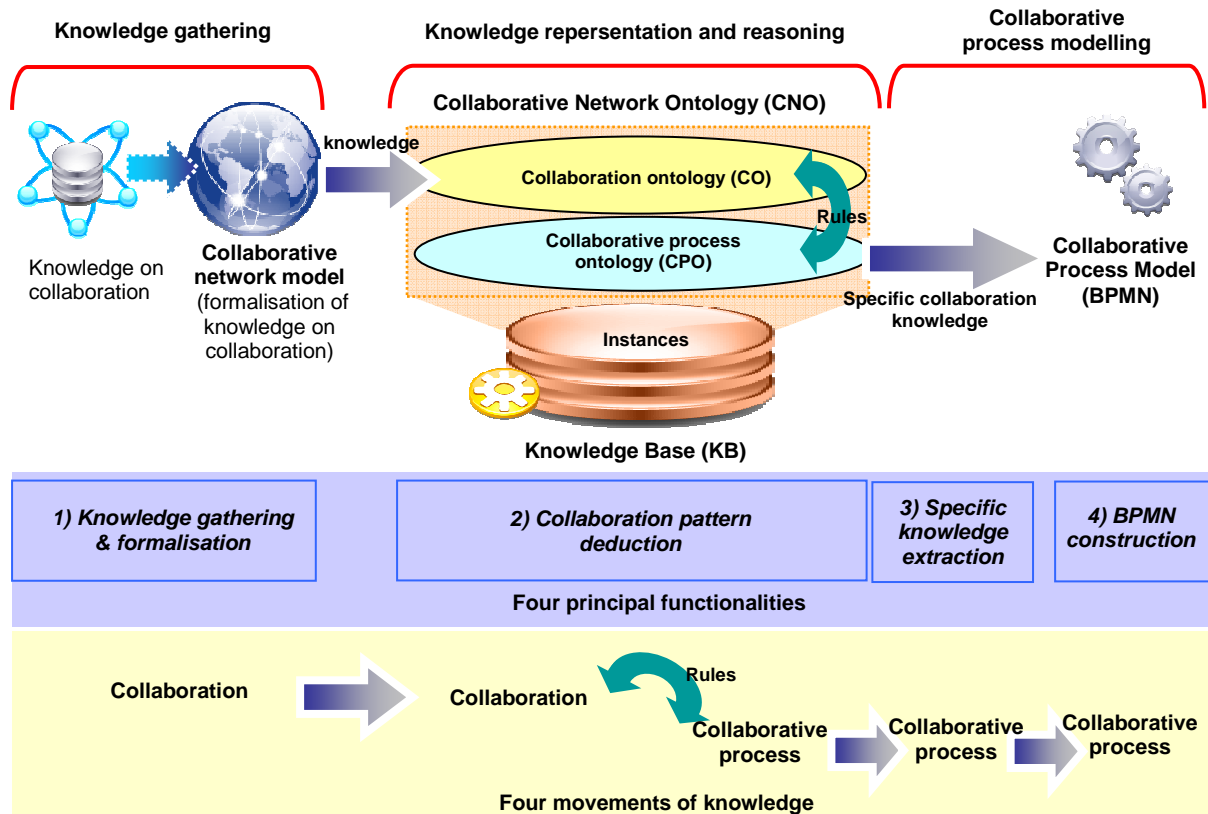 Knowledge gathering
Knowledge repersentation and reasoning
Collaborative
process modelling
Collaborative Network Ontology (CNO)
knowledge
Collaboration ontology (CO)
Rules
Collaborative process
ontology (CPO)
Knowledge on
collaboration
Collaborative
network model
(formalisation of
knowledge on
collaboration)
Specific collaboration
knowledge
Collaborative
Process Model
(BPMN)
Instances
Knowledge Base (KB)
1) Knowledge gathering
& formalisation
2) Collaboration pattern
deduction
3) Specific
knowledge
extraction
4) BPMN
construction
Four principal functionalities
Collaboration
Collaboration
Rules
Collaborative
process
Collaborative
process
Collaborative
process
Four movements of knowledge